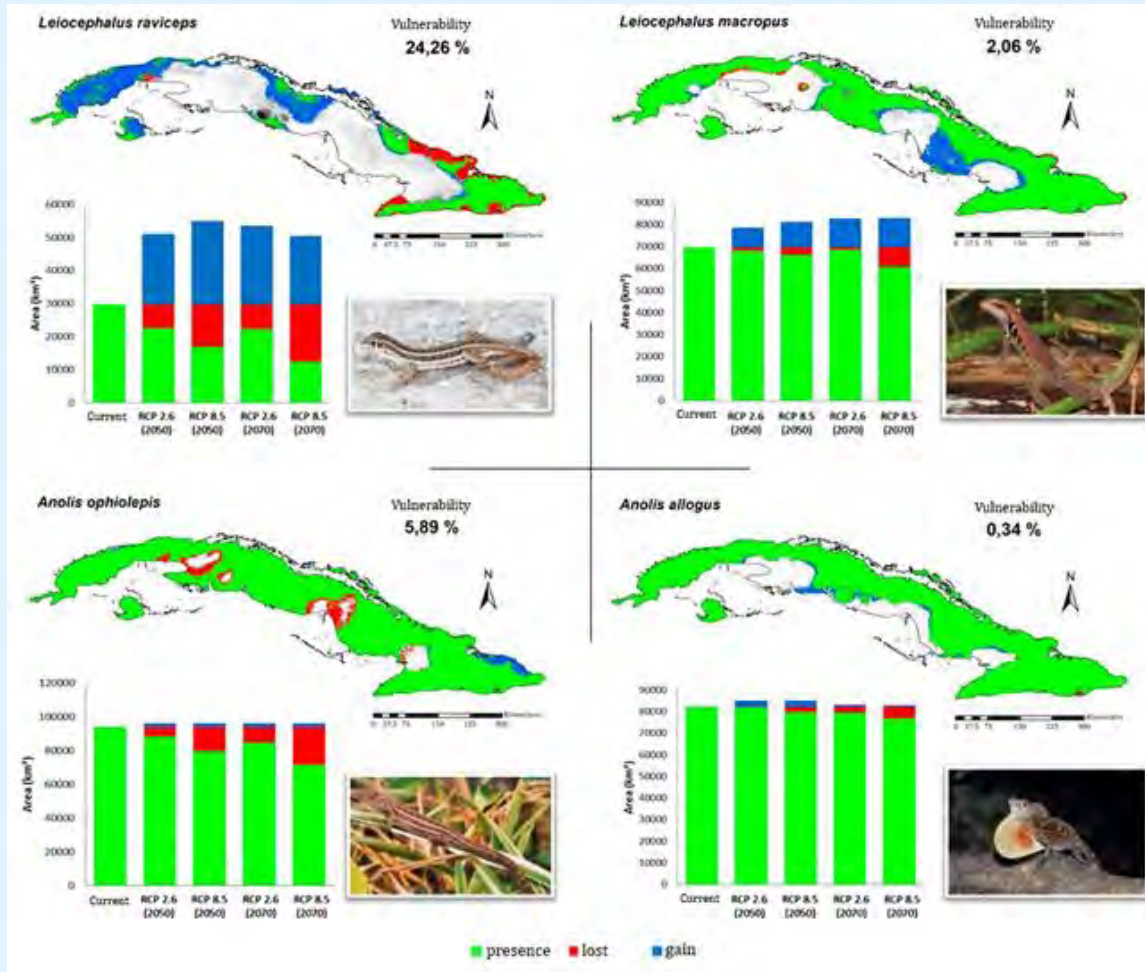 Leiocephalus raviceps
Vulnerability
24,26 %
N
60000
50000
40000
30000
20000
10000
0
Area (km²)
Current
RCP 2.6
(2050)
RCP 8.5
(2050)
RCP 2.6
(2070)
RCP 8.5
(2070)
Leiocephalus macropus
Vulnerability
2,06 %
N
90000
80000
70000
60000
50000
40000
30000
20000
10000
0
Area (km²)
Current
RCP 2.6
(2050)
RCP 8.5
(2050)
RCP 2.6
(2070)
RCP 8.5
(2070)
Anolis ophiolepis
Vulnerability
5,89 %
N
120000
100000
80000
60000
40000
20000
0
Area (km²)
Current
RCP 2.6
(2050)
RCP 8.5
(2050)
RCP 2.6
(2070)
RCP 8.5
(2070)
Anolis allogus
Vulnerability
0,34 %
N
90000
80000
70000
60000
50000
40000
30000
20000
10000
0
Area (km²)
Current
RCP 2.6
(2050)
RCP 8.5
(2050)
RCP 2.6
(2070)
RCP 8.5
(2070)
presence lost gain